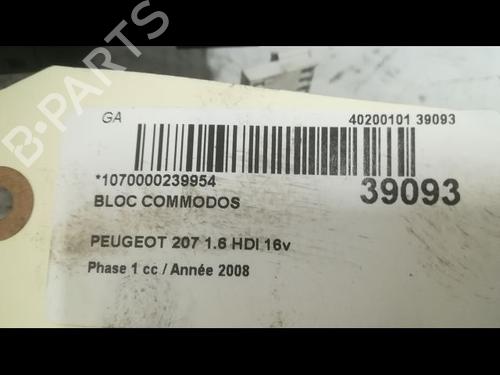 B-PARTS
GA
40200101 39093
*1070000239954
39093
BLOC COMMODOS
PEUGEOT 207 1.6 HDI 16v
Phase 1 cc / Année 2008